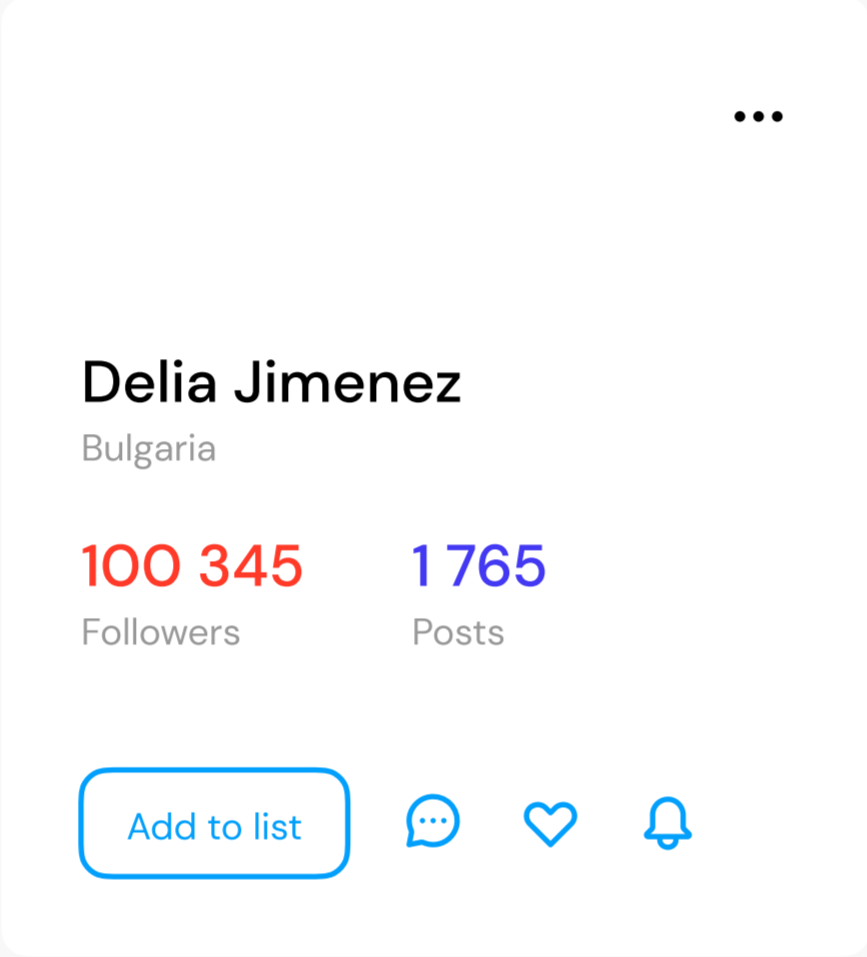 Delia Jimenez
Bulgaria
100 345 1 765
Followers Posts
Add to list